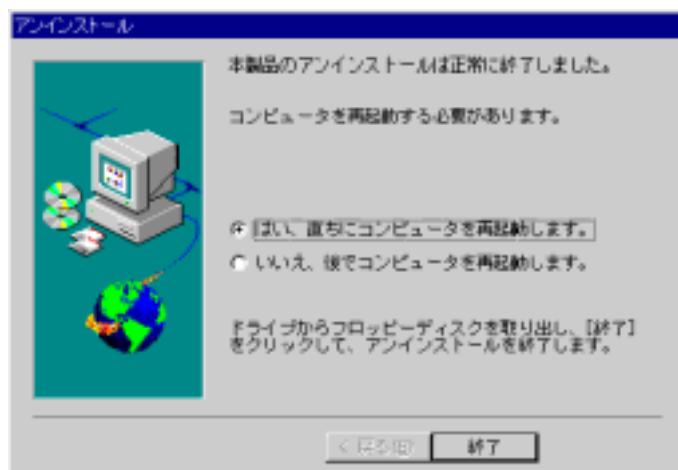 アンインストール
本製品のアンインストールは正常に終了しました。
コンピュータを再起動する必要があります。
はい、直ちにコンピュータを再起動します。
いいえ、後でコンピュータを再起動します。
ドライブからフロッピーディスクを取り出し、[終了]
をクリックして、アンインストールを終了します。
< 戻る(B)
終了